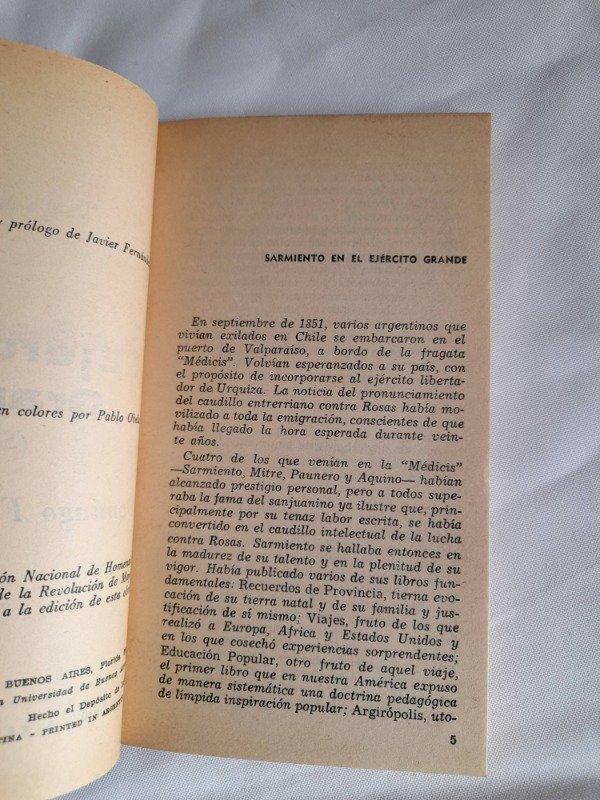 y prólogo de Javier
en colores por Pablo
Nacional de
de la Revolución de
a la edición de esta
BUENOS AIRES, Florida
Universidad de Buenos
Hecho el Depósito de
- PRINTED IN
SARMIENTO EN EL EJÉRCITO GRANDE
En septiembre de 1851, varios argentinos que
vivían exilados en Chile se embarcaron en el
puerto de Valparaíso, a bordo de la fragata
“Médicis”. Volvían esperanzados a su país, con
el propósito de incorporarse al ejército liberta-
dor de Urquiza. La noticia del pronunciamiento
del caudillo entrerriano contra Rosas había mo-
vilizado a toda la emigración, conscientes de que
había llegado la hora esperada durante vein-
te años.
Cuatro de los que venían en la “Médicis”
—Sarmiento, Mitre, Paunero y Aquino— habían
alcanzado prestigio personal, pero a todos supe-
raba la fama del sanjuanino ya ilustre que, prin-
cipalmente por su tenaz labor escrita, se había
convertido en el caudillo intelectual de la lucha
contra Rosas. Sarmiento se hallaba entonces en
la madurez de su talento y en la plenitud de su
vigor. Había publicado varios de sus libros fun-
damentales: Recuerdos de Provincia, tierna evo-
cación de su tierra natal y de su familia y jus-
tificación de sí mismo; Viajes, fruto de los que
realizó a Europa, Africa y Estados Unidos y
en los que cosechó experiencias sorprendentes;
Educación Popular, otro fruto de aquel viaje,
el primer libro que en nuestra América expuso
de manera sistemática una doctrina pedagógica
de límpida inspiración popular; Argirópolis, uto-
5